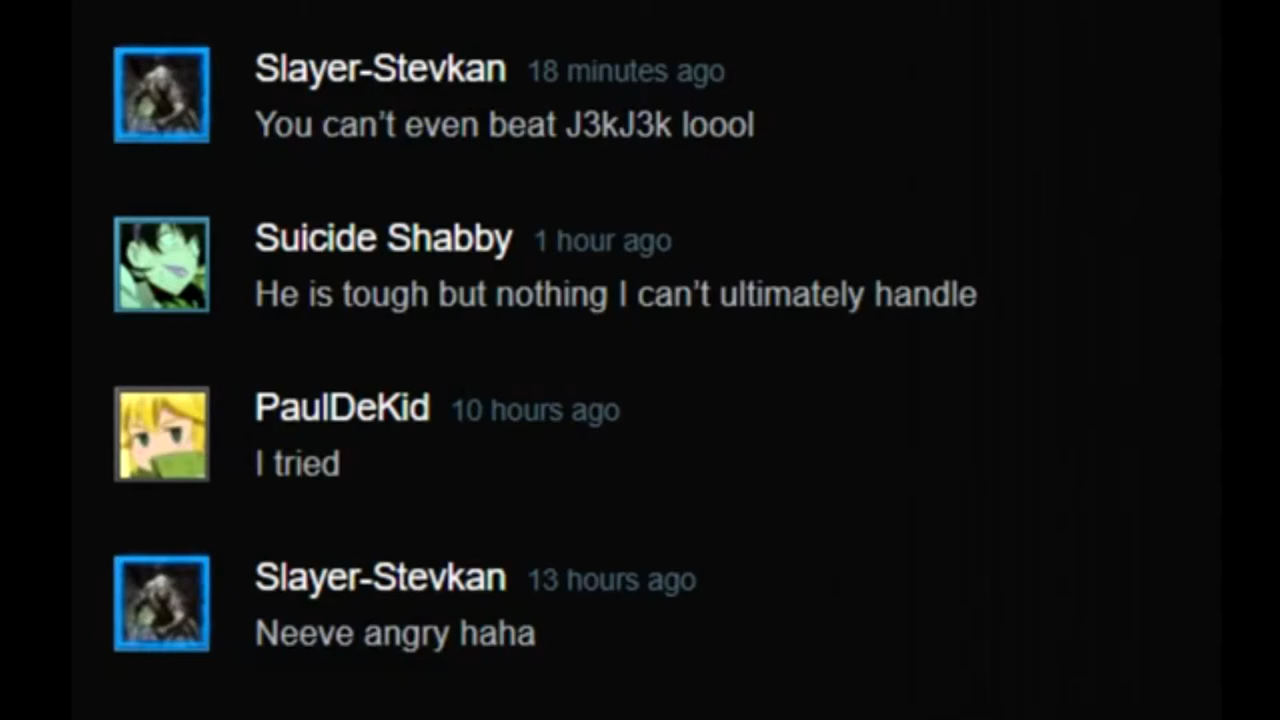 Slayer-Stevkan 18 minutes ago
You can't even beat J3kJ3k loool
Suicide Shabby 1 hour ago
He is tough but nothing I can't ultimately handle
PaulDeKid 10 hours ago
I tried
Slayer-Stevkan 13 hours ago
Neeve angry haha